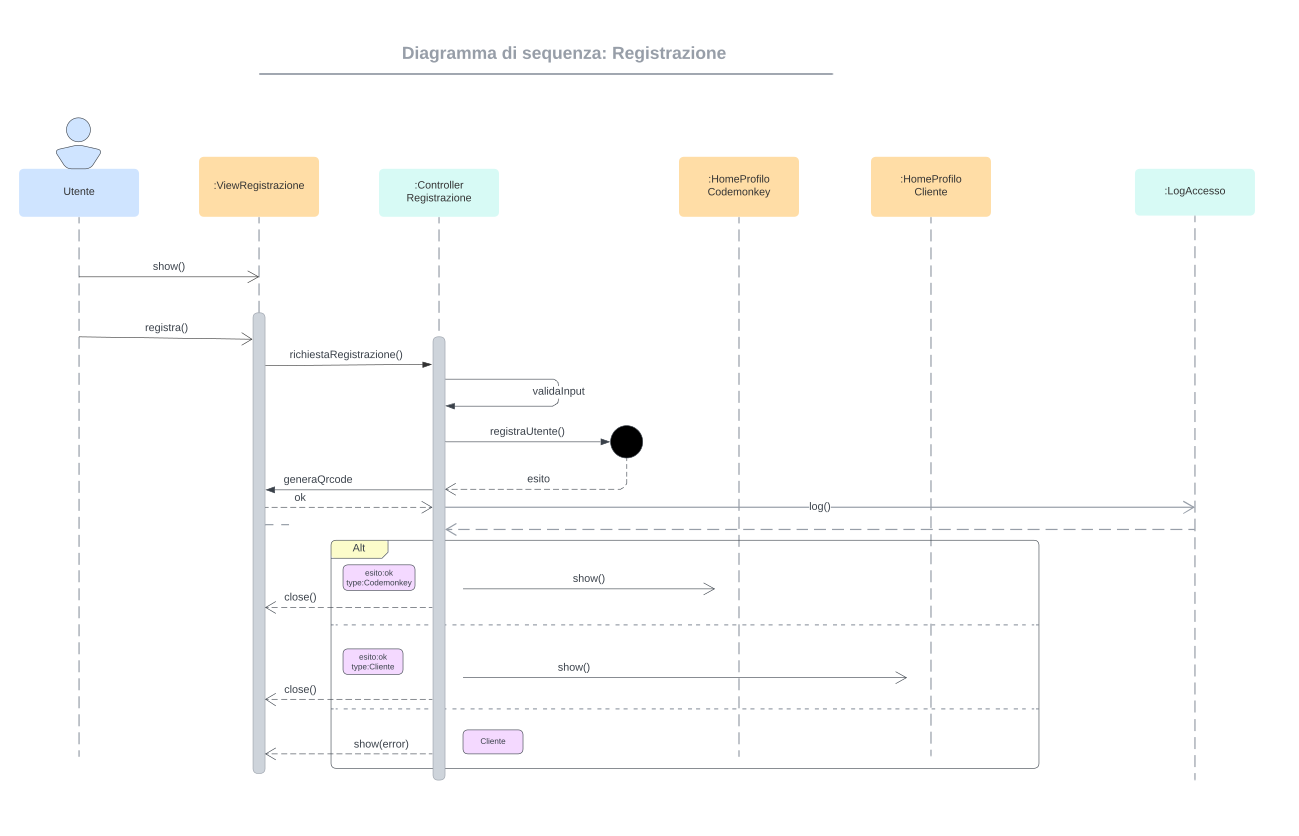 Diagramma di sequenza: Registrazione
Utente
:ViewRegistrazione
:Controller
Registrazione
:HomeProfilo
Codemonkey
:HomeProfilo
Cliente
:LogAccesso
show()
registra()
richiestaRegistrazione()
validaInput
registraUtente()
generaQrcode
esito
ok
log()
Alt
esito:ok
type:Codemonkey
show()
close()
esito:ok
type:Cliente
show()
close()
Cliente
show(error)